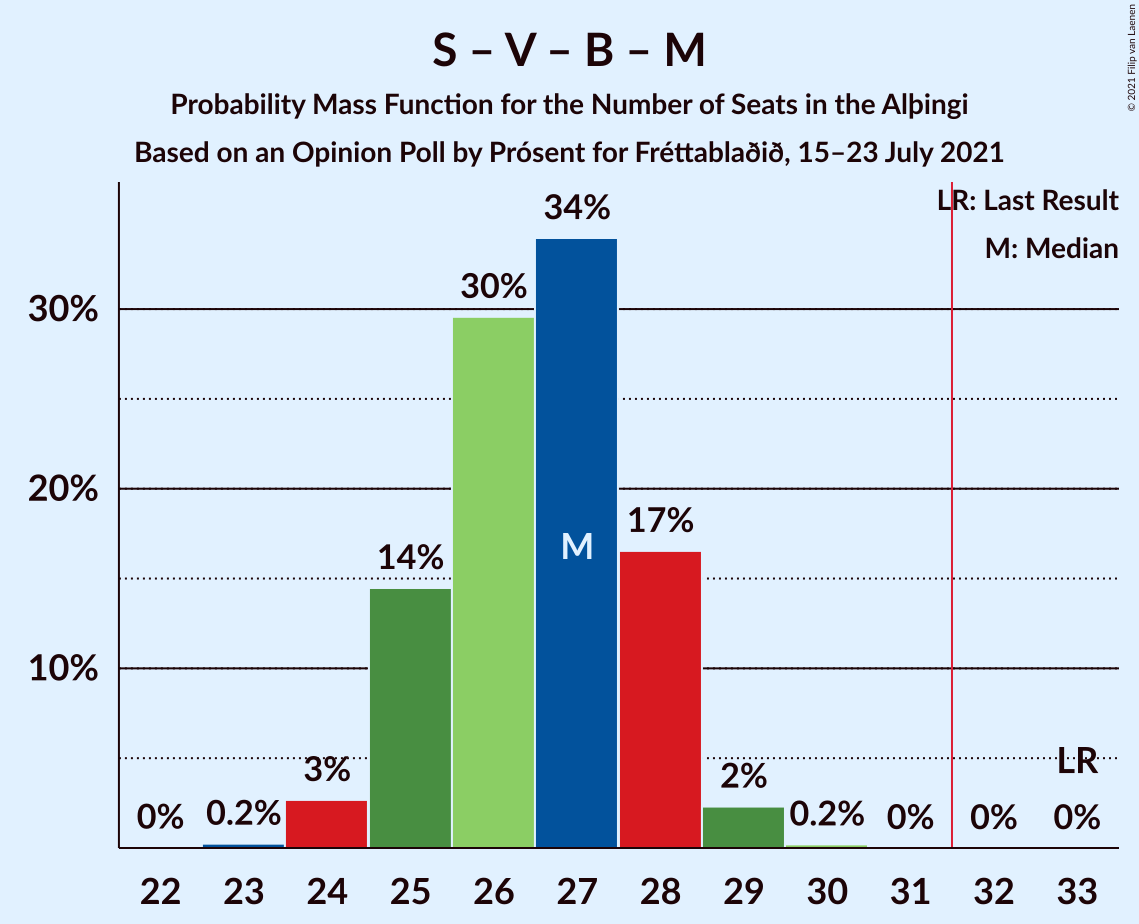 S – V – B – M
Probability Mass Function for the Number of Seats in the Alþingi
Based on an Opinion Poll by Prósent for Fréttablaðið, 15–23 July 2021
© 2021 Filip van Laenen
LR: Last Result
M: Median
30%
20%
10%
0%
0.2%
3%
14%
30%
34%
M
17%
2%
0.2%
0%
0%
LR
0%
22 23 24 25 26 27 28 29 30 31 32 33